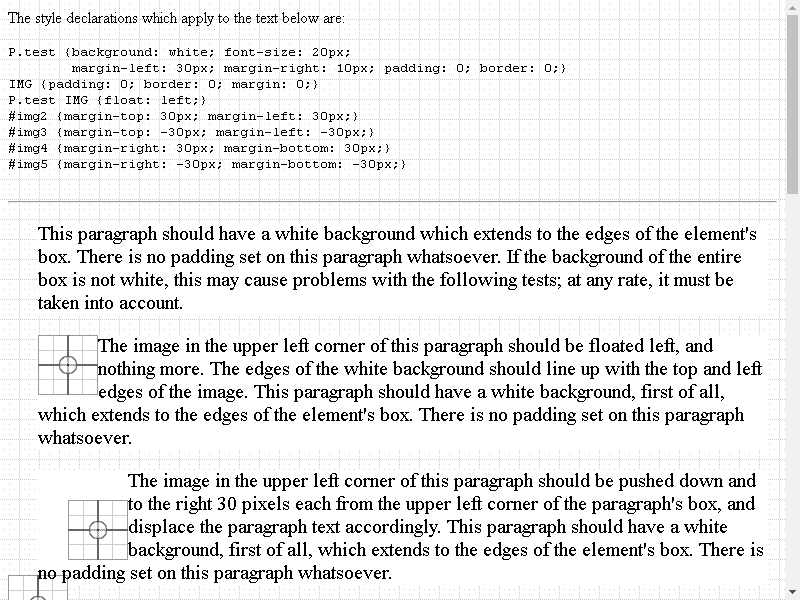 The style declarations which apply to the text below are:
P.test {background: white; font-size: 20px;
margin-left: 30px; margin-right: 10px; padding: 0; border: 0;}
IMG {padding: 0; border: 0; margin: 0;}
P.test IMG {float: left;}
#img2 {margin-top: 30px; margin-left: 30px;}
#img3 {margin-top: -30px; margin-left: -30px;}
#img4 {margin-right: 30px; margin-bottom: 30px;}
#img5 {margin-right: -30px; margin-bottom: -30px;}
This paragraph should have a white background which extends to the edges of the element's
box. There is no padding set on this paragraph whatsoever. If the background of the entire
box is not white, this may cause problems with the following tests; at any rate, it must be
taken into account.
The image in the upper left corner of this paragraph should be floated left, and
nothing more. The edges of the white background should line up with the top and left
edges of the image. This paragraph should have a white background, first of all,
which extends to the edges of the element's box. There is no padding set on this paragraph
whatsoever.
The image in the upper left corner of this paragraph should be pushed down and
to the right 30 pixels each from the upper left corner of the paragraph's box, and
displace the paragraph text accordingly. This paragraph should have a white
background, first of all, which extends to the edges of the element's box. There is
no padding set on this paragraph whatsoever.